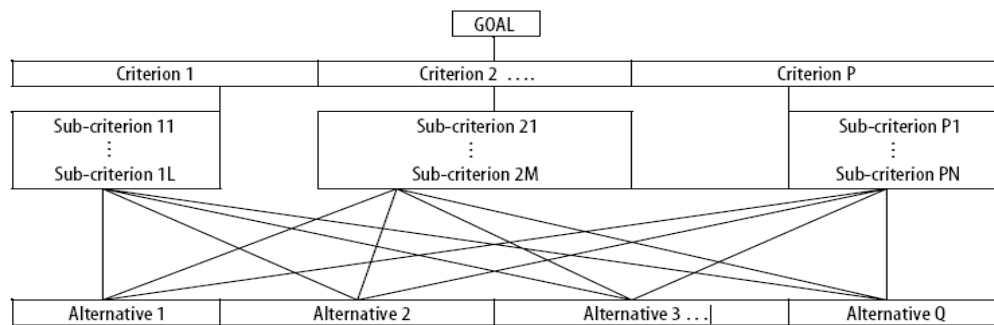 GOAL
Criterion 1 Criterion 2 .... Criterion P
Sub-criterion 11 Sub-criterion 21 Sub-criterion P1
⋮ ⋮ ⋮
Sub-criterion 1L Sub-criterion 2M Sub-criterion PN
Alternative 1 Alternative 2 Alternative 3 ... Alternative Q